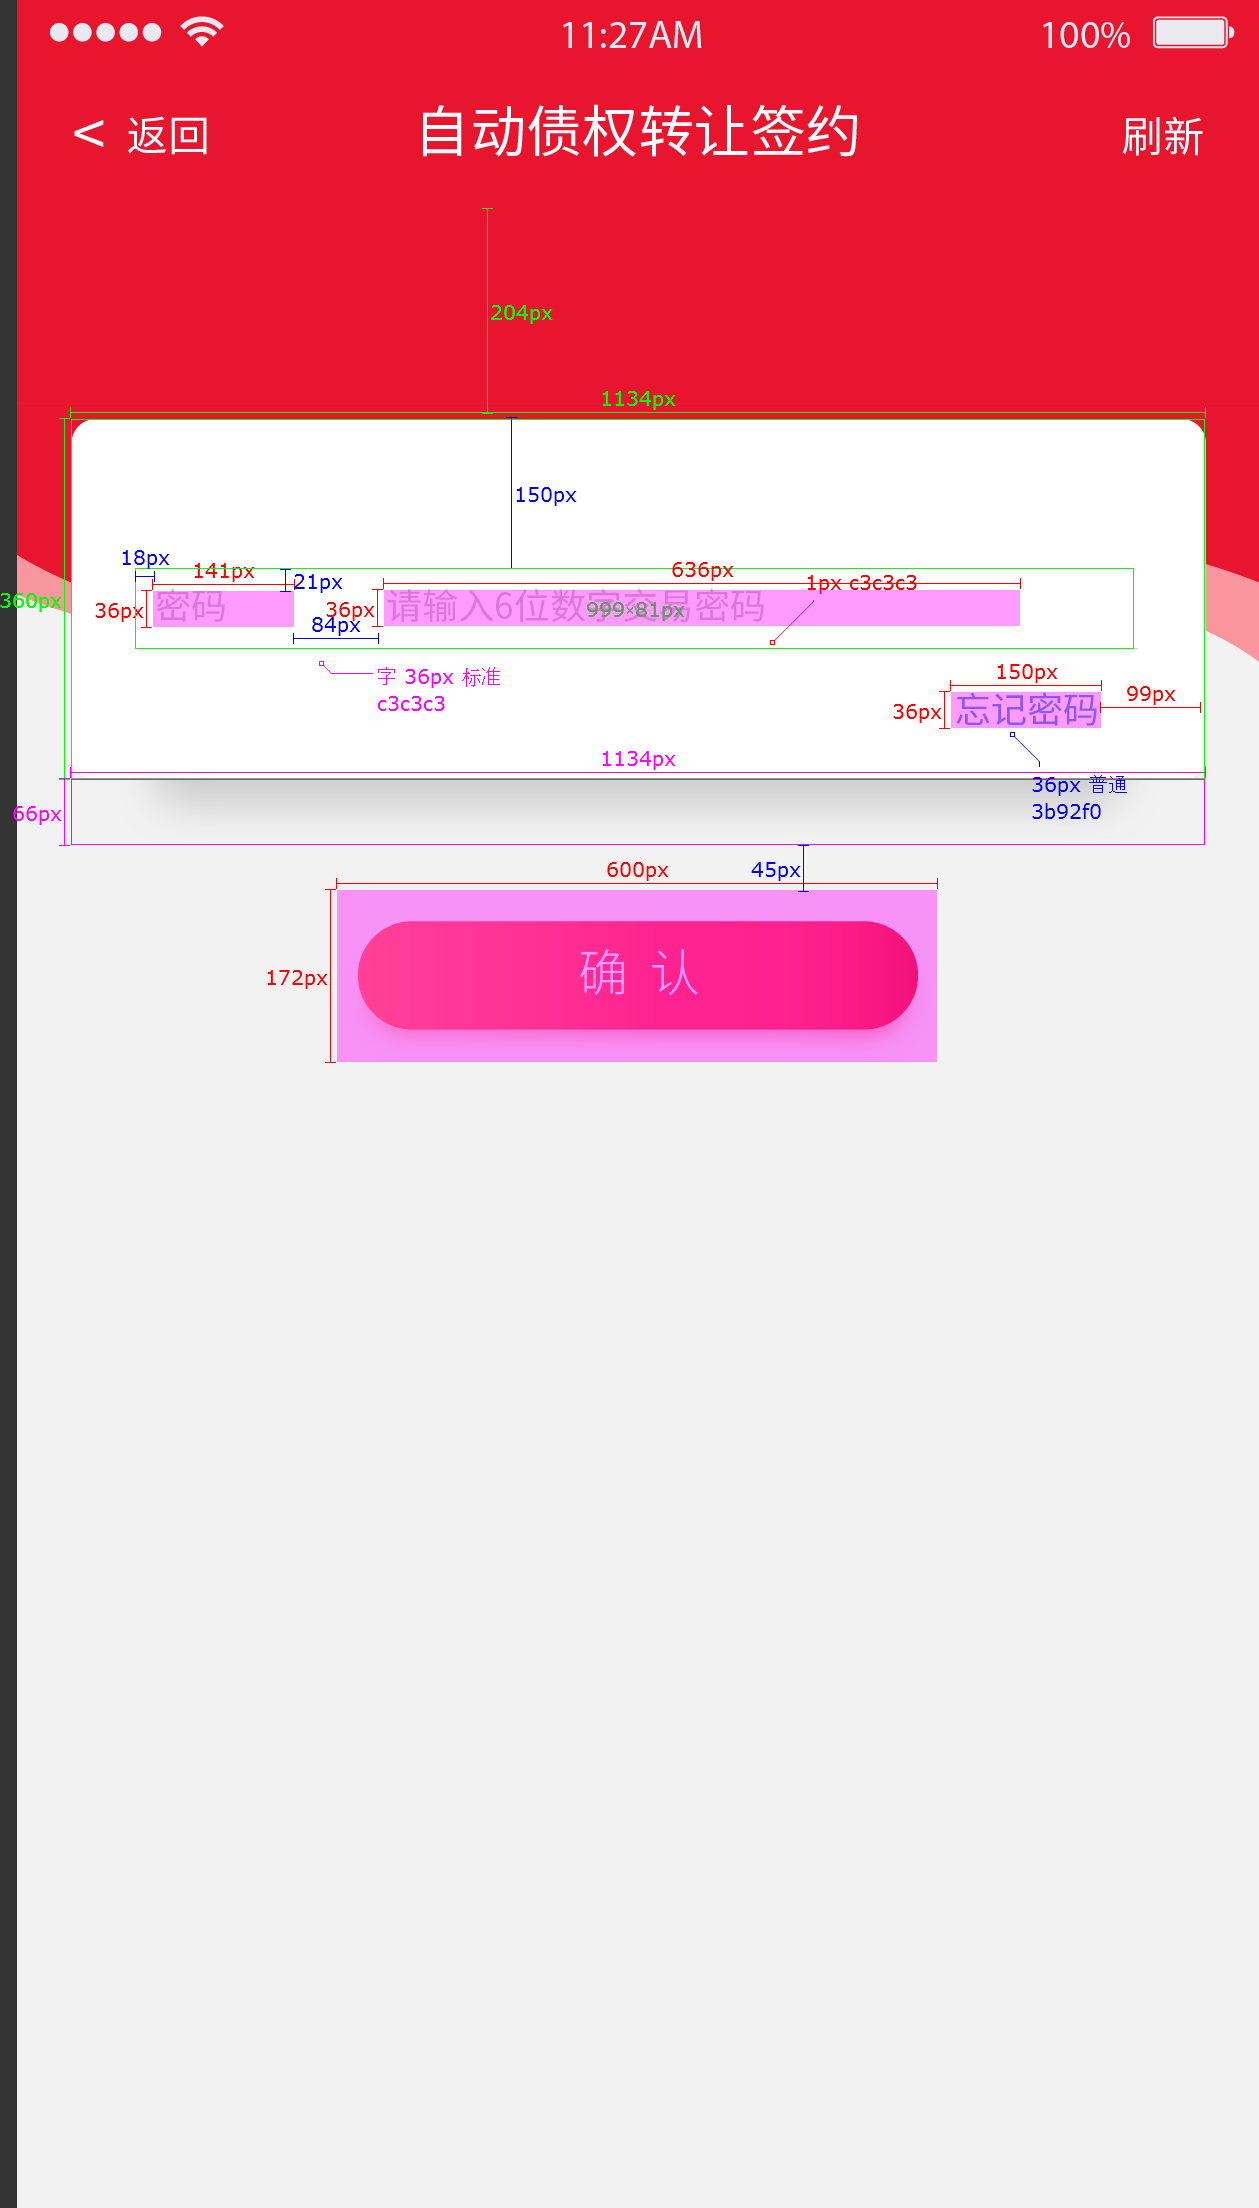 11:27AM
100%
< 返回
自动债权转让签约
刷新
204px
1134px
150px
18px
141px
21px
636px
1px c3c3c3
360px
36px
密码
36px
请输入6位数字交易密码
999×81px
84px
字 36px 标准
c3c3c3
150px
99px
36px
忘记密码
1134px
36px 普通
3b92f0
66px
600px
45px
172px
确 认